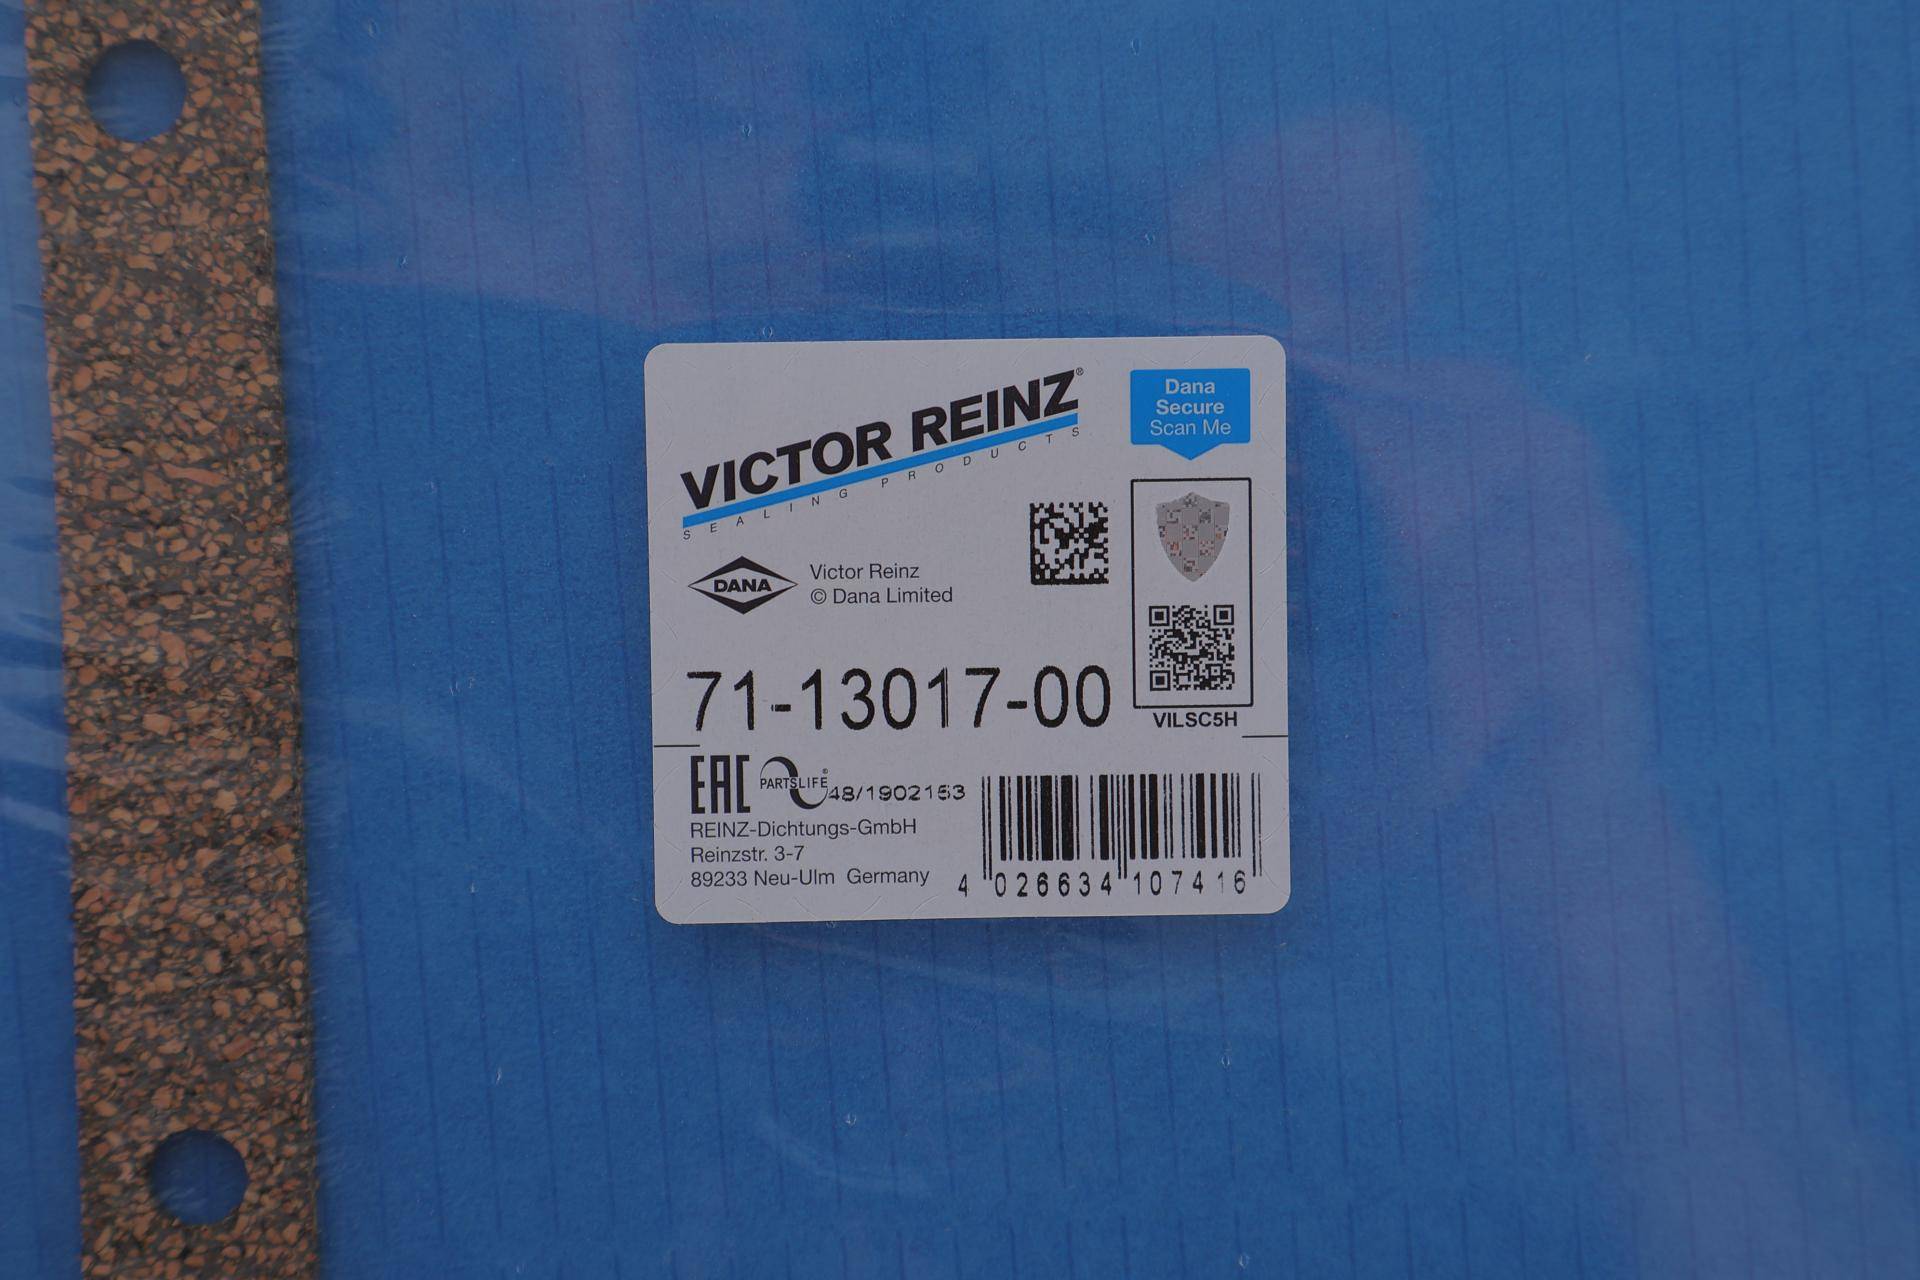 VICTOR REINZ®
SEALING PRODUCTS
Dana
Secure
Scan Me
DANA
Victor Reinz
© Dana Limited
71-13017-00
VILSC5H
EAC
PARTSLIFE®
48/1902153
REINZ-Dichtungs-GmbH
Reinzstr. 3-7
89233 Neu-Ulm Germany
4 026634 107416